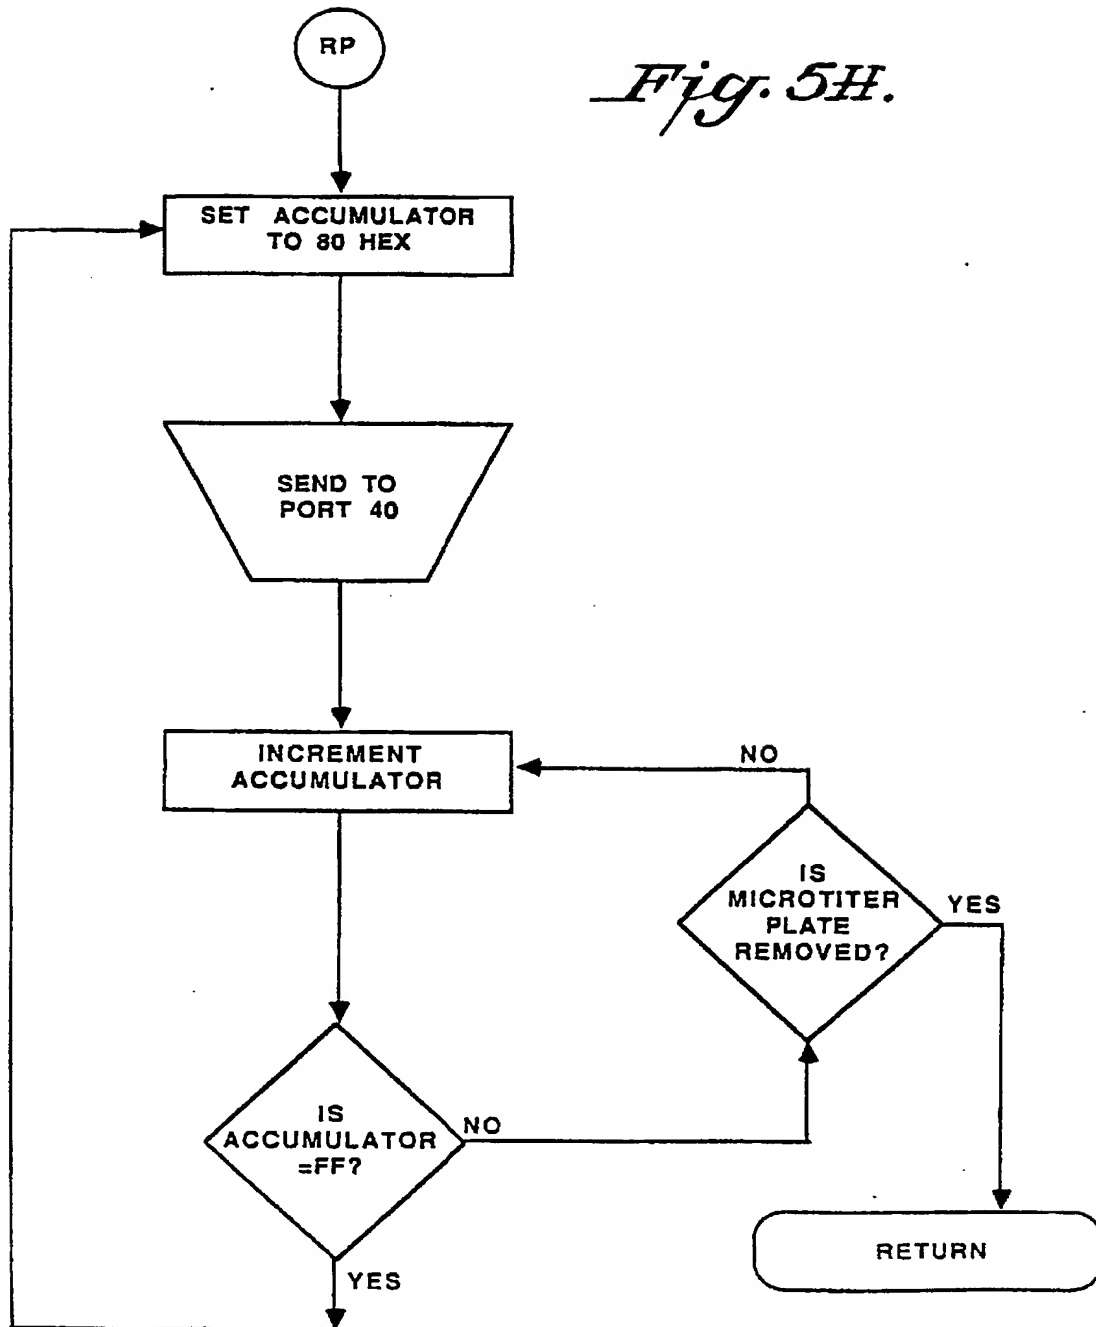 RP
Fig. 5H.
SET ACCUMULATOR
TO 80 HEX
SEND TO
PORT 40
INCREMENT
ACCUMULATOR
NO
IS
MICROTITER
PLATE
REMOVED?
YES
IS
ACCUMULATOR
=FF?
NO
YES
RETURN